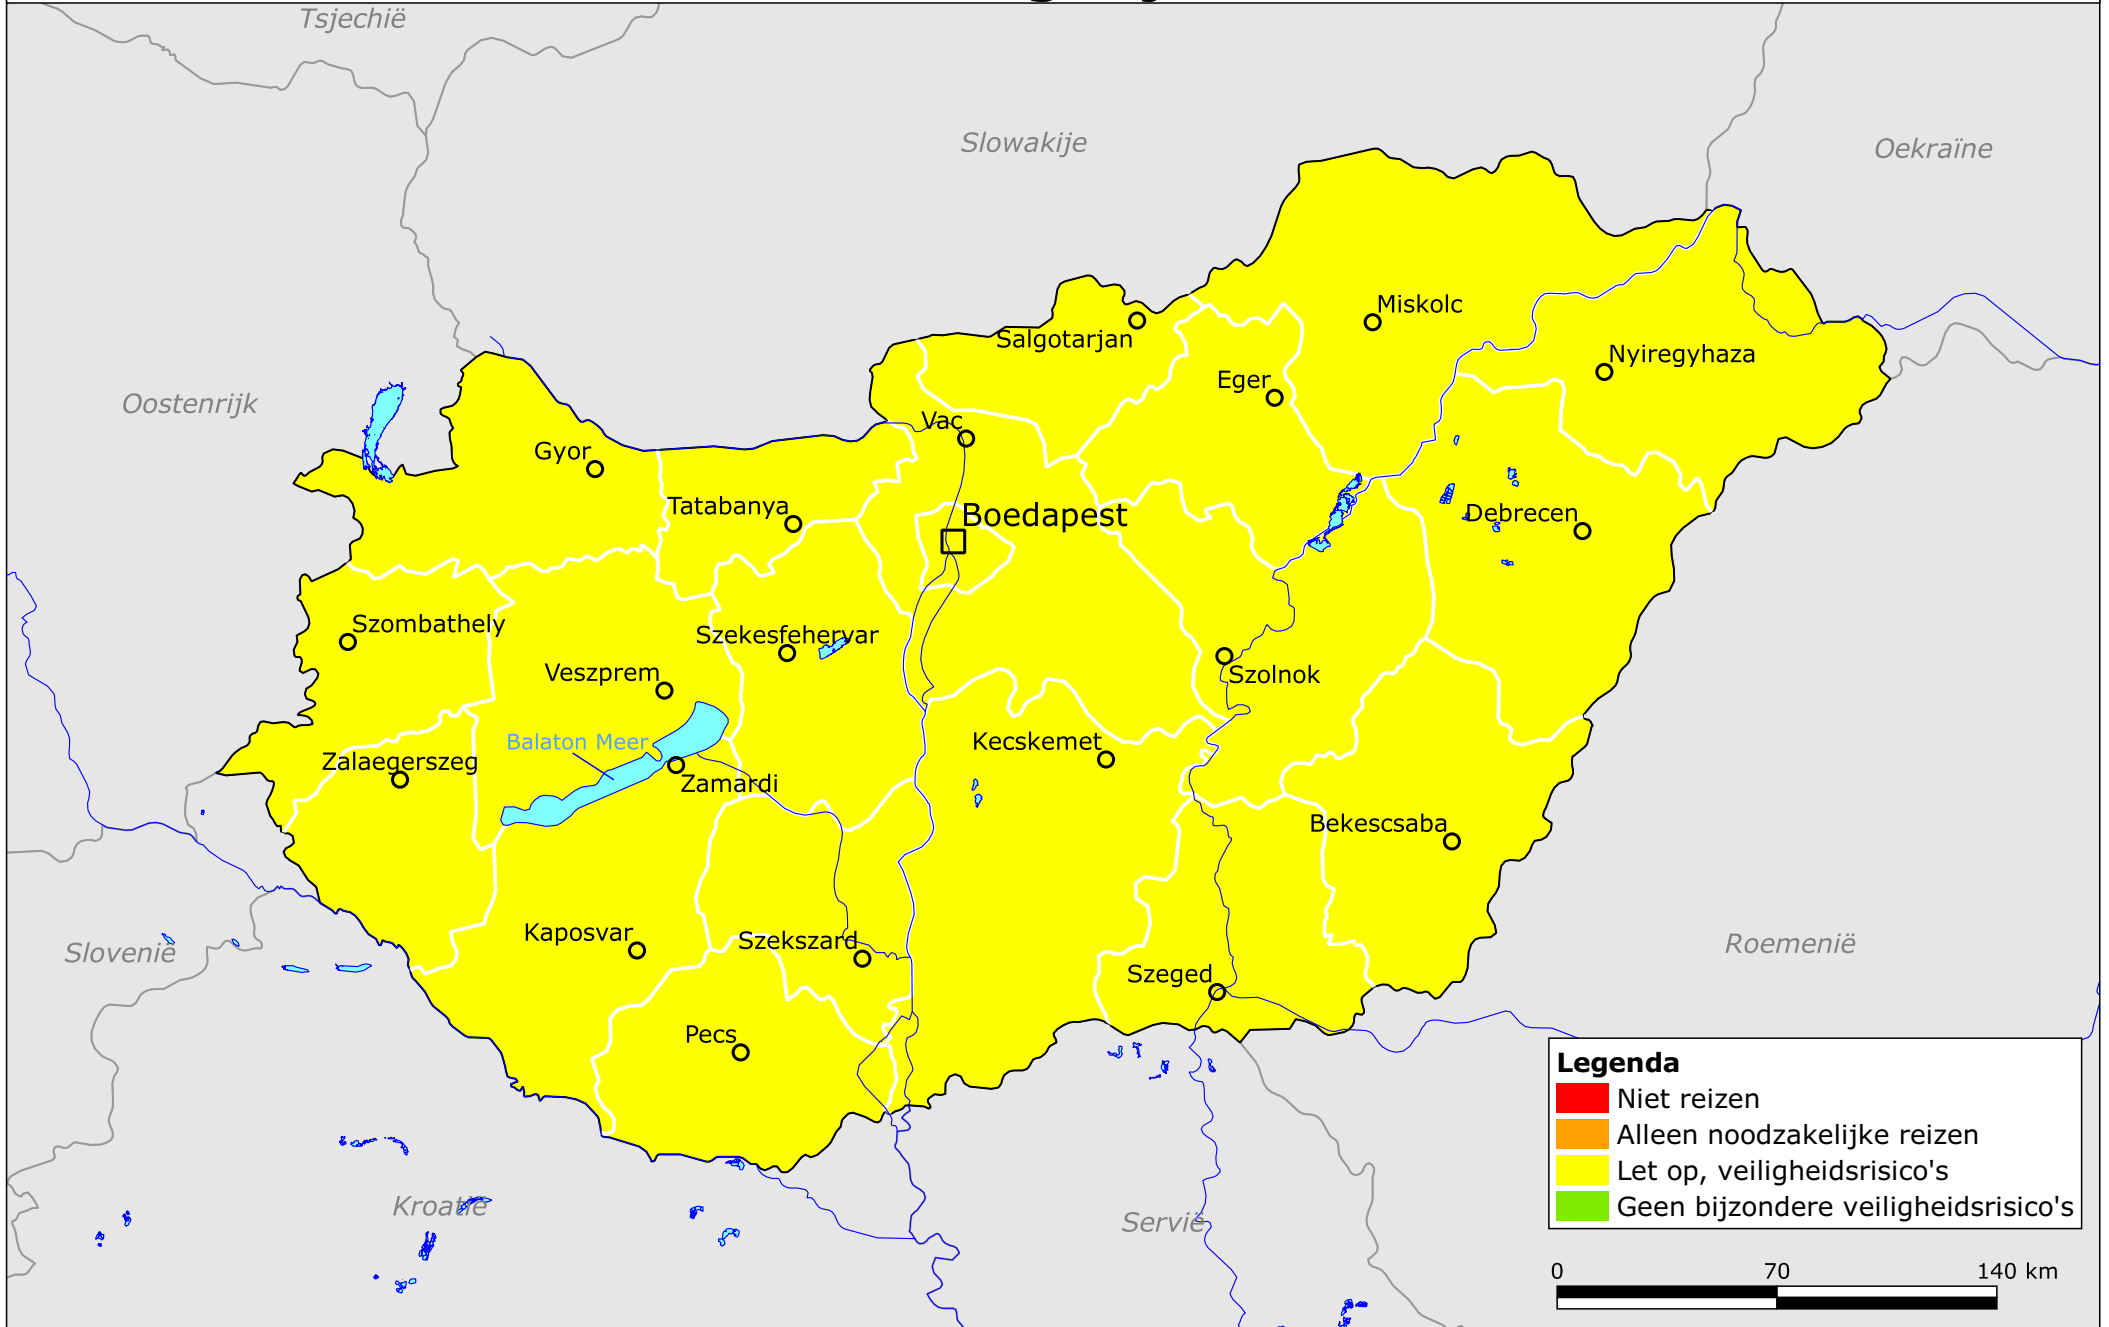 Tsjechië
Slowakije
Oekraïne
Miskolc
Salgotarjan
Nyiregyhaza
Eger
Oostenrijk
Vac
Gyor
Tatabanya
Boedapest
Debrecen
Szombathely
Szekesfehervar
Veszprem
Szolnok
Balaton Meer
Kecskemet
Zalaegerszeg
Zamardi
Bekescsaba
Kaposvar
Szekszard
Slovenië
Roemenië
Szeged
Pecs
Legenda
Niet reizen
Alleen noodzakelijke reizen
Let op, veiligheidsrisico's
Geen bijzondere veiligheidsrisico's
Kroatië
Servië
0 70 140 km